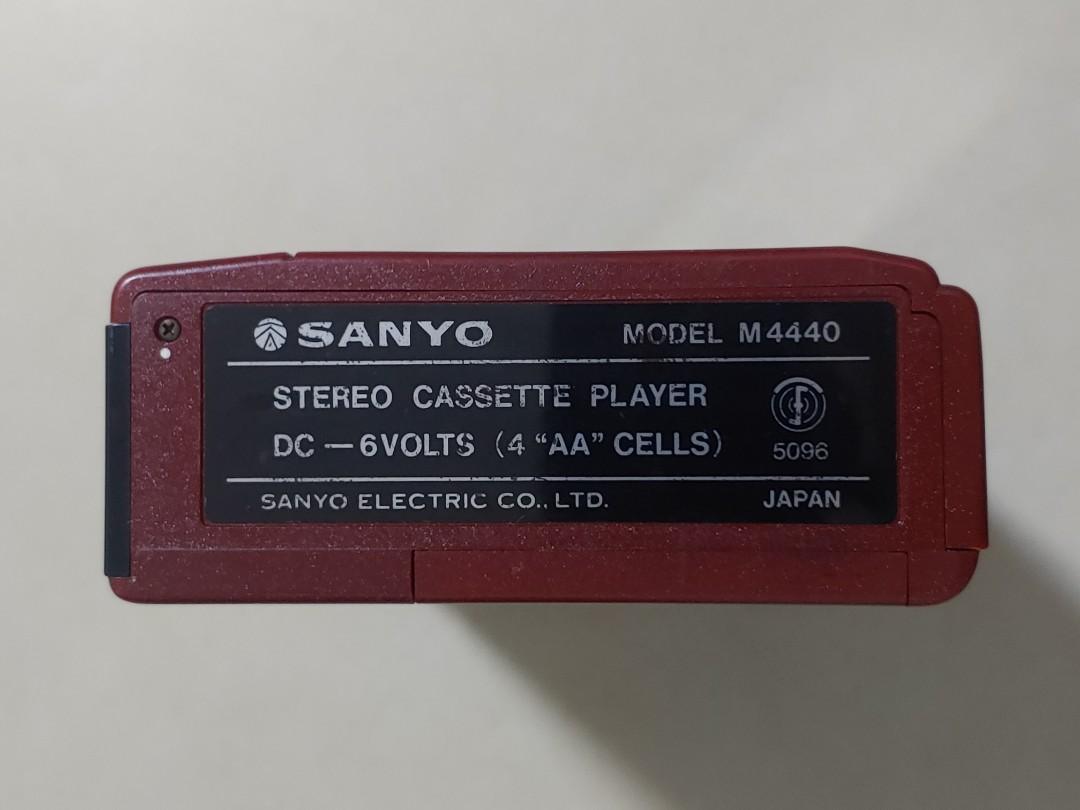 SANYO MODEL M4440
STEREO CASSETTE PLAYER
DC — 6VOLTS (4 “AA” CELLS)
5096
SANYO ELECTRIC CO., LTD. JAPAN